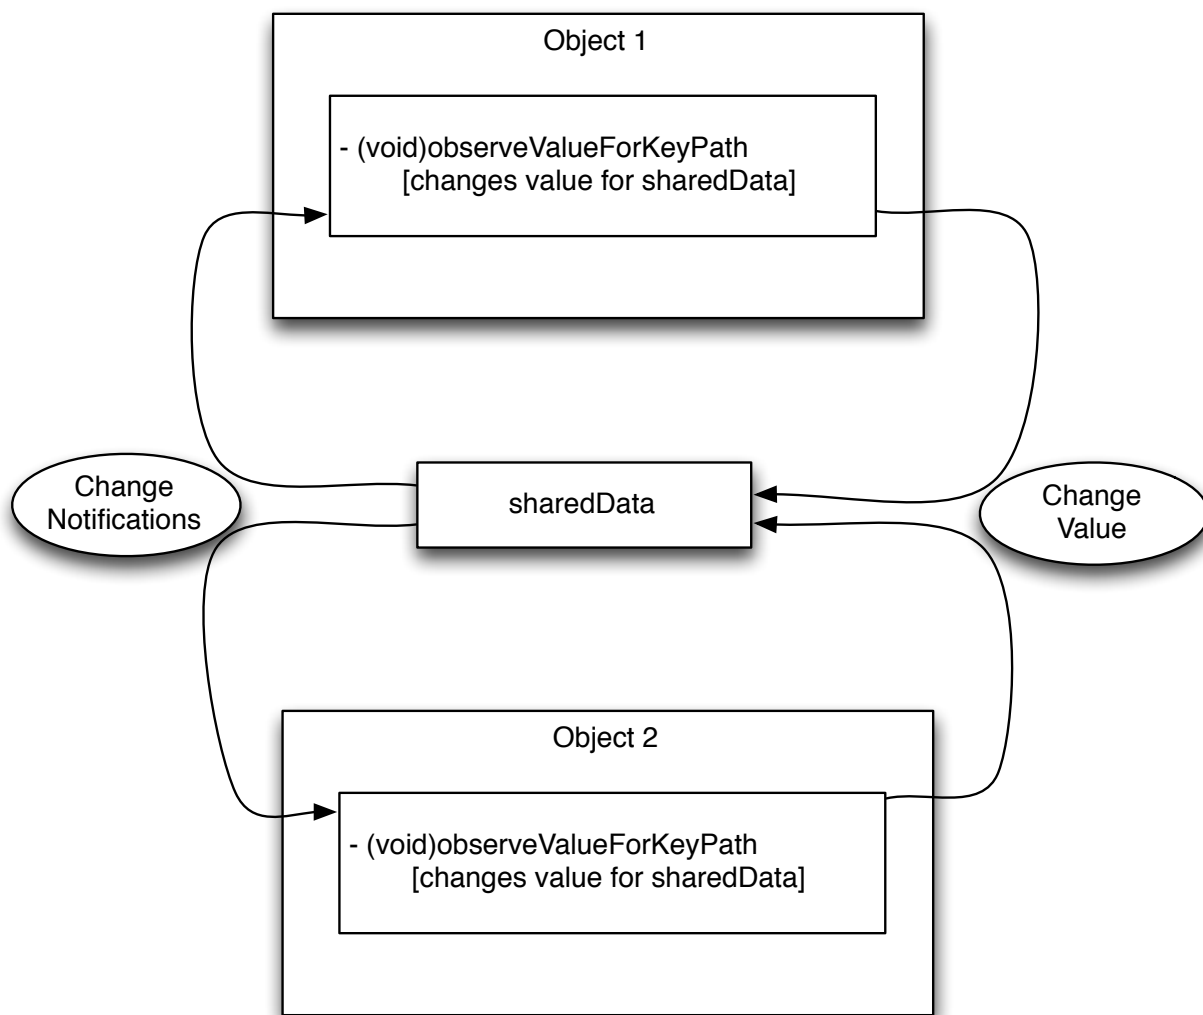 Object 1
- (void)observeValueForKeyPath
[changes value for sharedData]
Change
Notifications
sharedData
Change
Value
Object 2
- (void)observeValueForKeyPath
[changes value for sharedData]